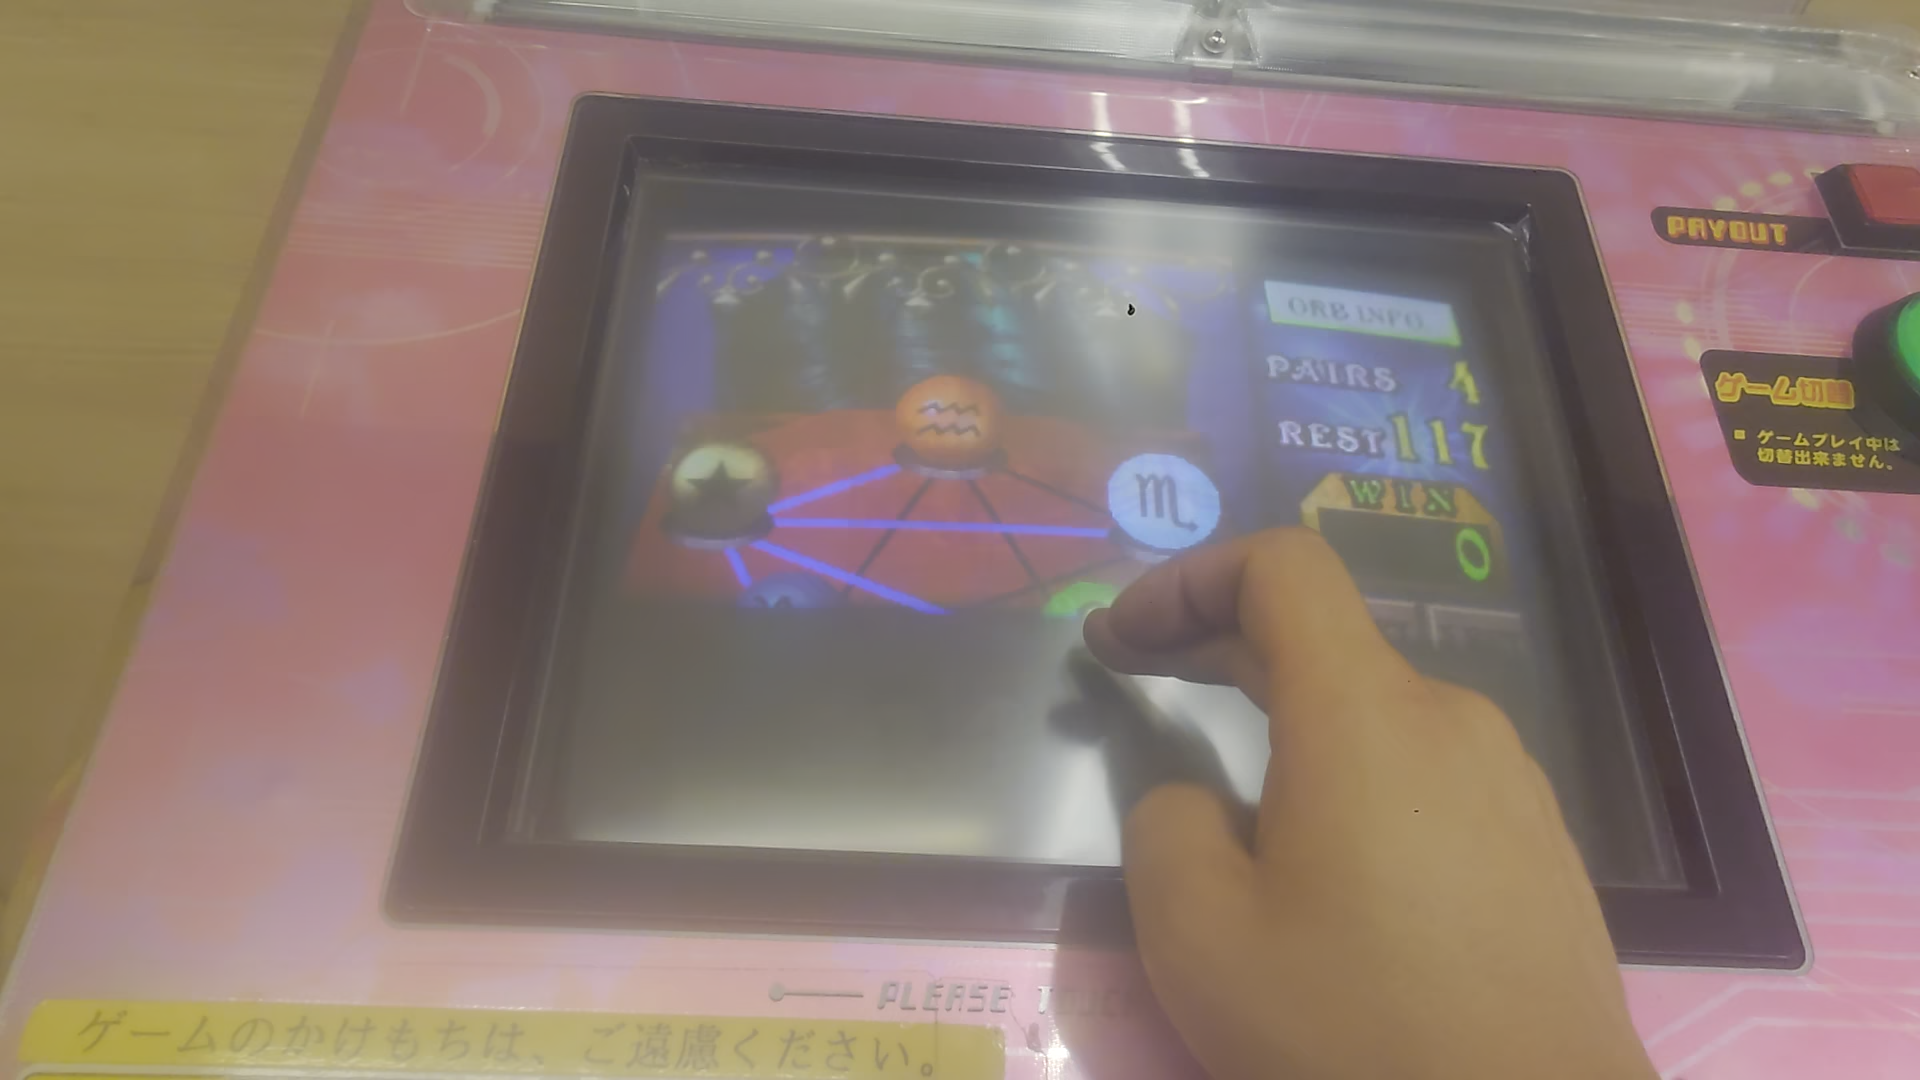 PAYOUT
ORB INFO.
PAIRS 4
REST 117
WIN
0
ゲーム切替
■ ゲームプレイ中は
切替出来ません。
PLEASE
ゲームのかけもちは、ご遠慮ください。